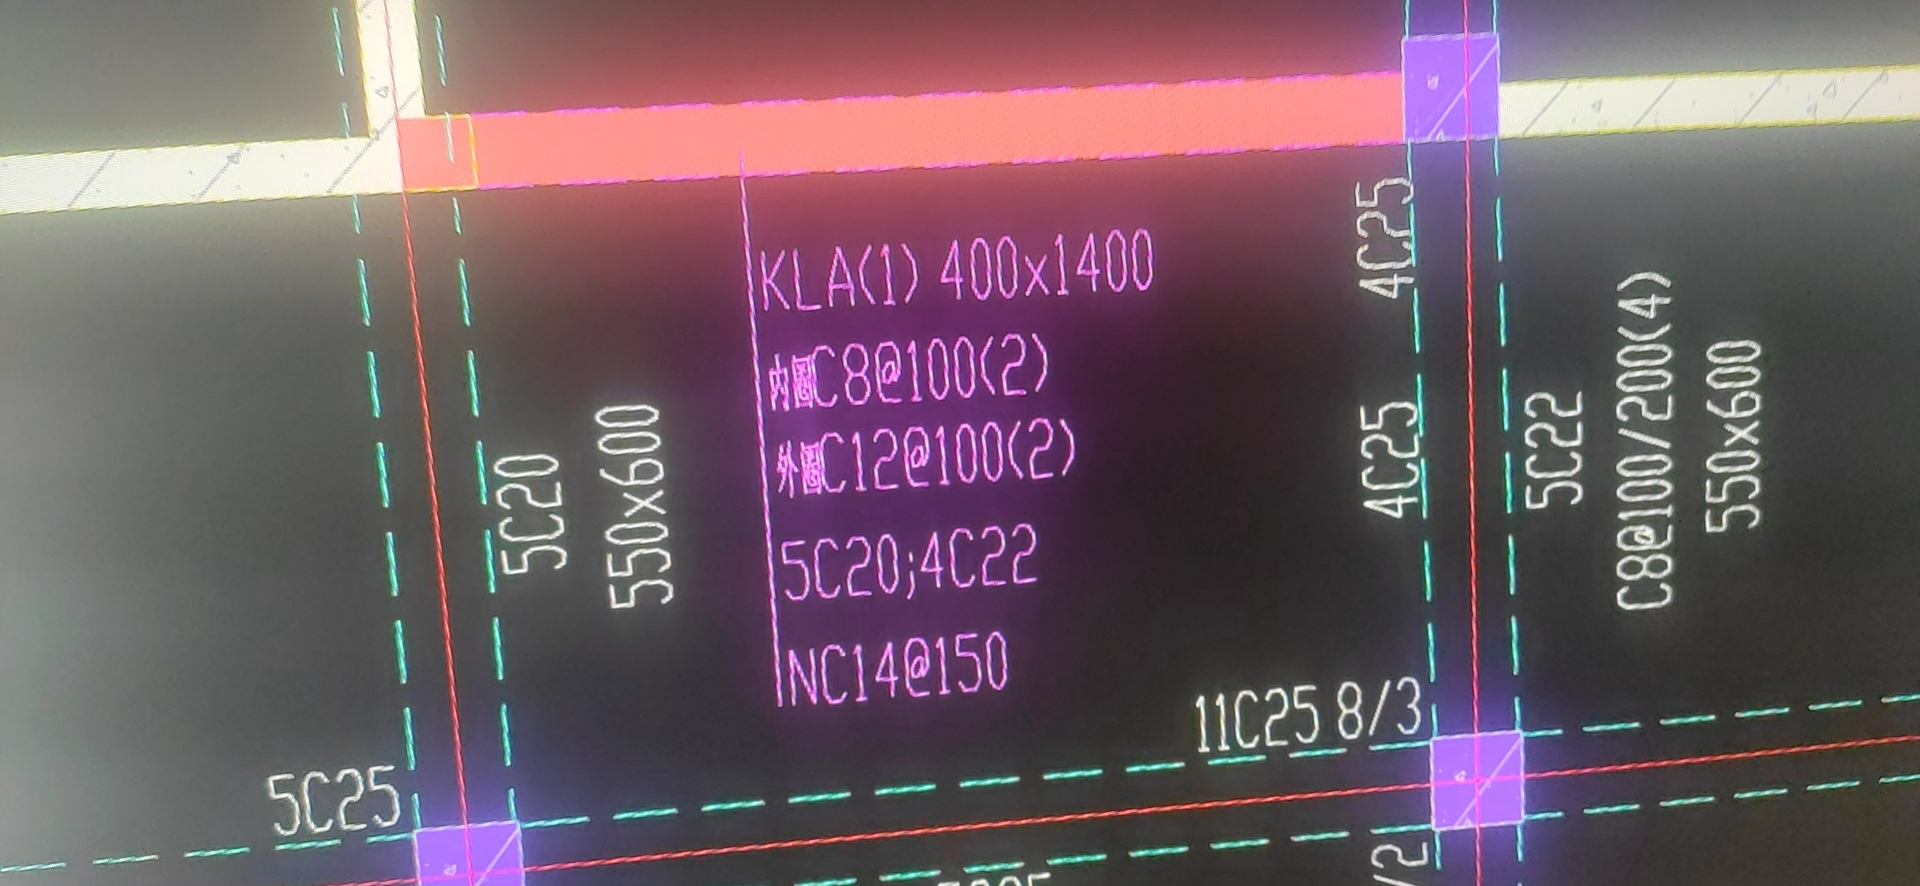 KLA(1) 400x1400
内圈C8@100(2)
外圈C12@100(2)
5C20;4C22
NC14@150
5C20
550x600
4C25
4C25
5C22
C8@100/200(4)
550x600
11C25 8/3
5C25